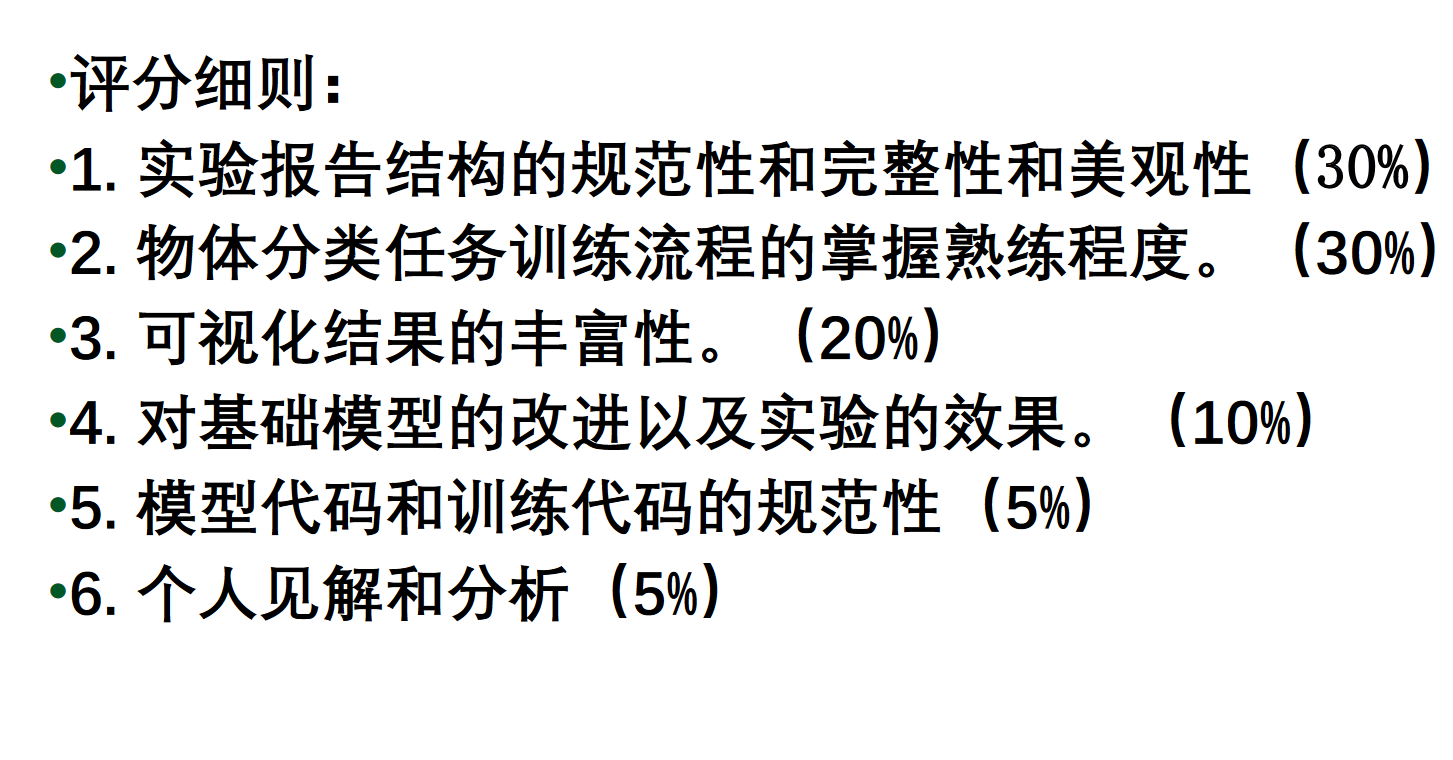 •评分细则：
•1. 实验报告结构的规范性和完整性和美观性（30%）
•2. 物体分类任务训练流程的掌握熟练程度。（30%）
•3. 可视化结果的丰富性。（20%）
•4. 对基础模型的改进以及实验的效果。（10%）
•5. 模型代码和训练代码的规范性（5%）
•6. 个人见解和分析（5%）